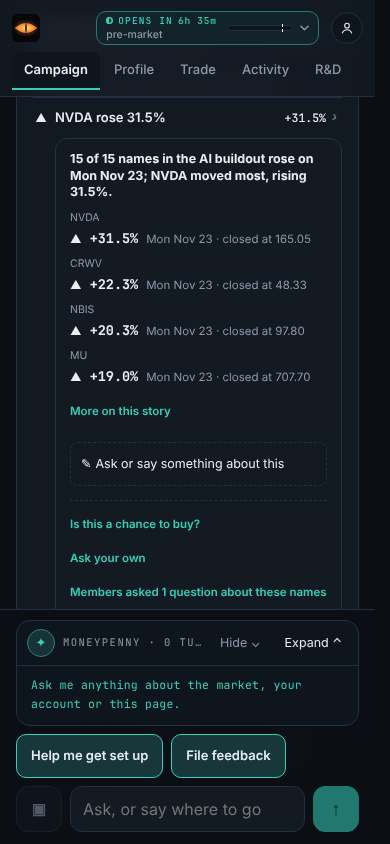 OPENS IN 6h 35m
pre-market
Campaign Profile Trade Activity R&D
▲ NVDA rose 31.5% +31.5% ›
15 of 15 names in the AI buildout rose on
Mon Nov 23; NVDA moved most, rising
31.5%.
NVDA
▲ +31.5% Mon Nov 23 · closed at 165.05
CRWV
▲ +22.3% Mon Nov 23 · closed at 48.33
NBIS
▲ +20.3% Mon Nov 23 · closed at 97.80
MU
▲ +19.0% Mon Nov 23 · closed at 707.70
More on this story
✎ Ask or say something about this
Is this a chance to buy?
Ask your own
Members asked 1 question about these names
MONEYPENNY · 0 TU… Hide Expand
Ask me anything about the market, your
account or this page.
Help me get set up File feedback
Ask, or say where to go